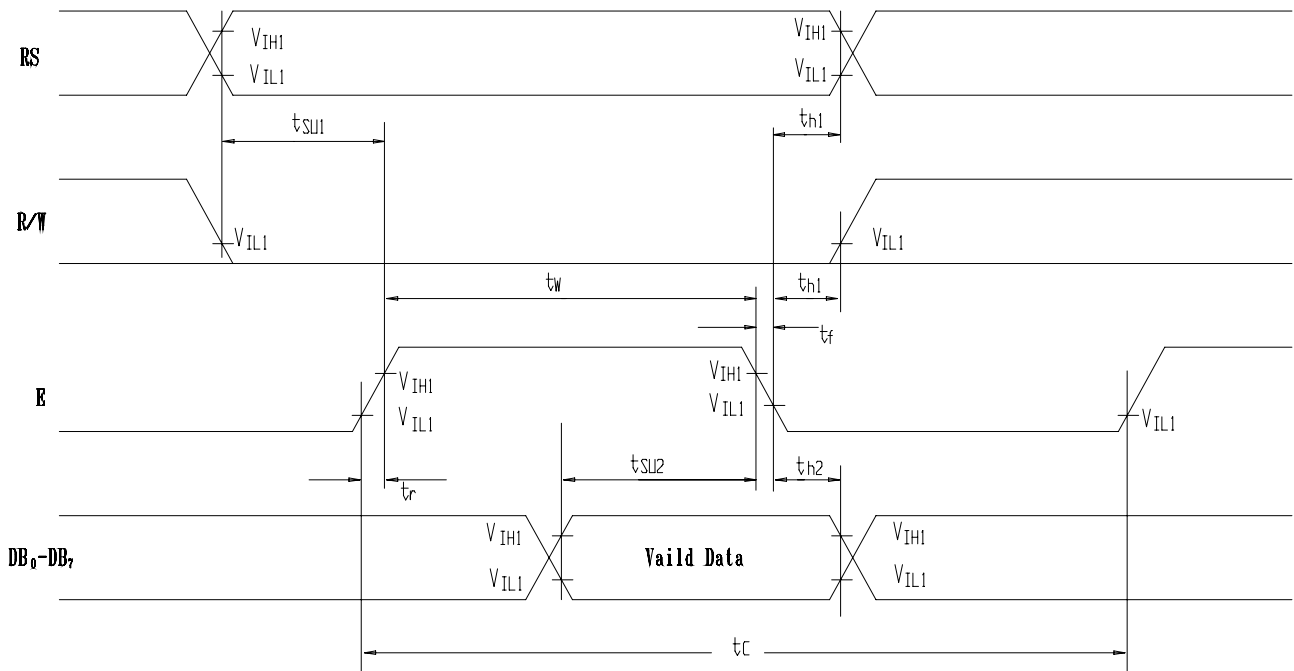 RS
VIH1
VIL1
VIH1
VIL1
tSU1
th1
R/W
VIL1
VIL1
tW
th1
tf
E
VIH1
VIL1
VIH1
VIL1
VIL1
tSU2
th2
tr
DB₀-DB₇
VIH1
VIL1
Vaild Data
VIH1
VIL1
tC